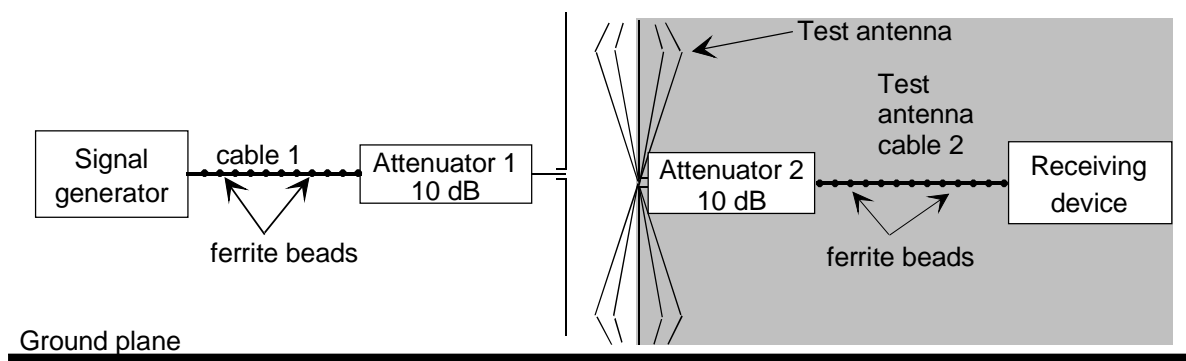 Test antenna
Test
antenna
cable 2
Signal
generator
cable 1
Attenuator 1
10 dB
Attenuator 2
10 dB
Receiving
device
ferrite beads
ferrite beads
Ground plane